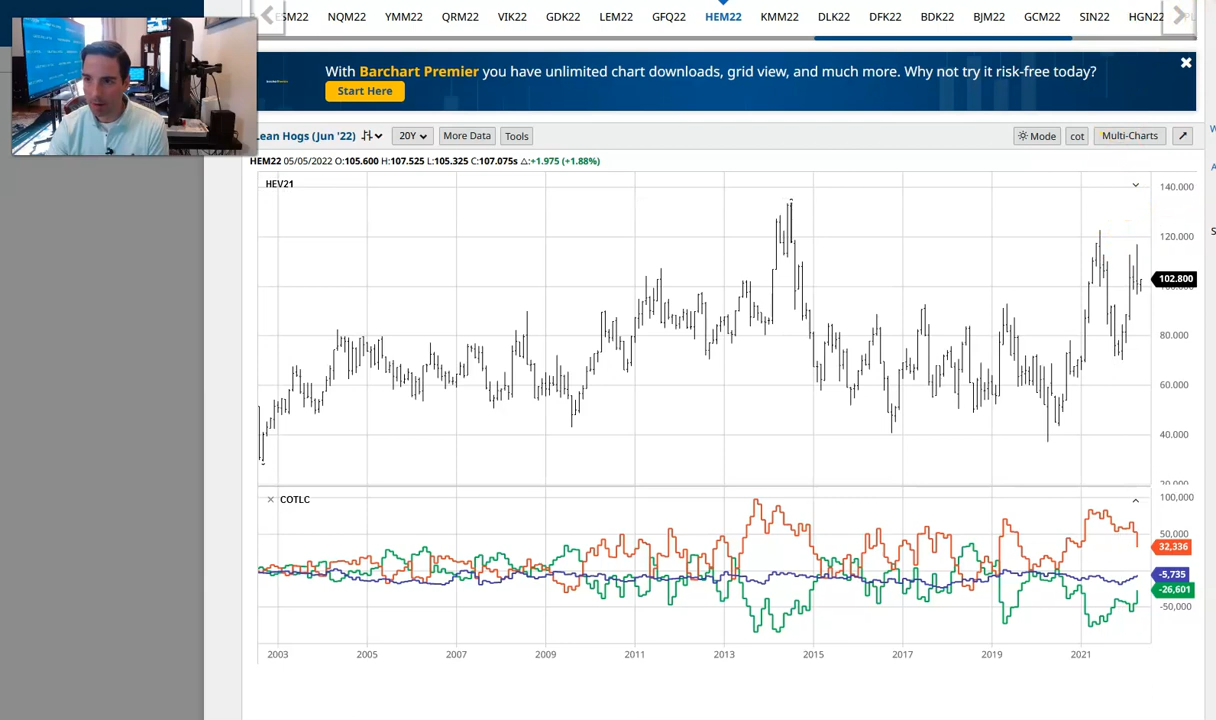 ESM22 NQM22 YMM22 QRM22 VIK22 GDK22 LEM22 GFQ22 HEM22 KMM22 DLK22 DFK22 BDK22 BJM22 GCM22 SIN22 HGN22
With Barchart Premier you have unlimited chart downloads, grid view, and much more. Why not try it risk-free today?
Start Here
Lean Hogs (Jun '22) 20Y More Data Tools Mode cot Multi-Charts
HEM22 05/05/2022 O:105.600 H:107.525 L:105.325 C:107.075s △:+1.975 (+1.88%)
HEV21
140.000
120.000
102.800
100.000
80.000
60.000
40.000
20.000
COTLC
100,000
50,000
32,336
-5,735
-26,601
-50,000
2003 2005 2007 2009 2011 2013 2015 2017 2019 2021